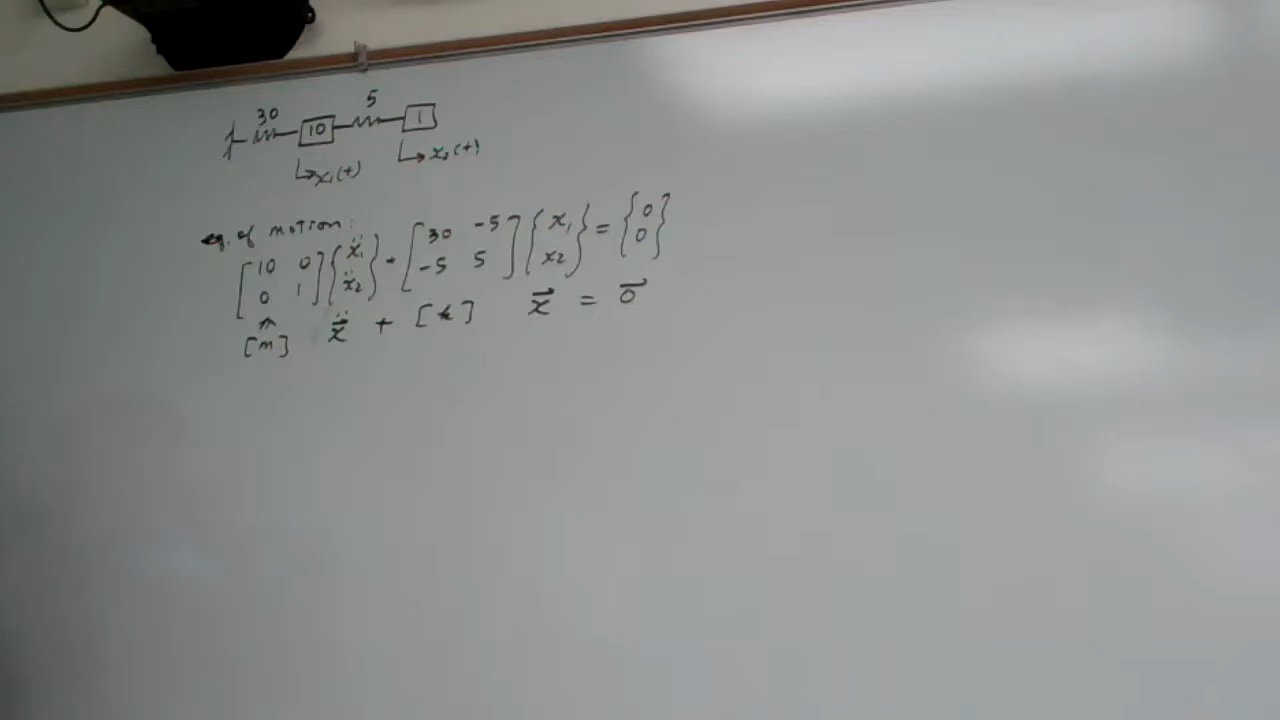 30 5
10 1
x₁(t) x₂(t)
eq. of motion:
[10 0; 0 1] {ẍ₁; ẍ₂} + [30 -5; -5 5] {x₁; x₂} = {0; 0}
[m] ẍ⃗ + [k] x⃗ = 0⃗